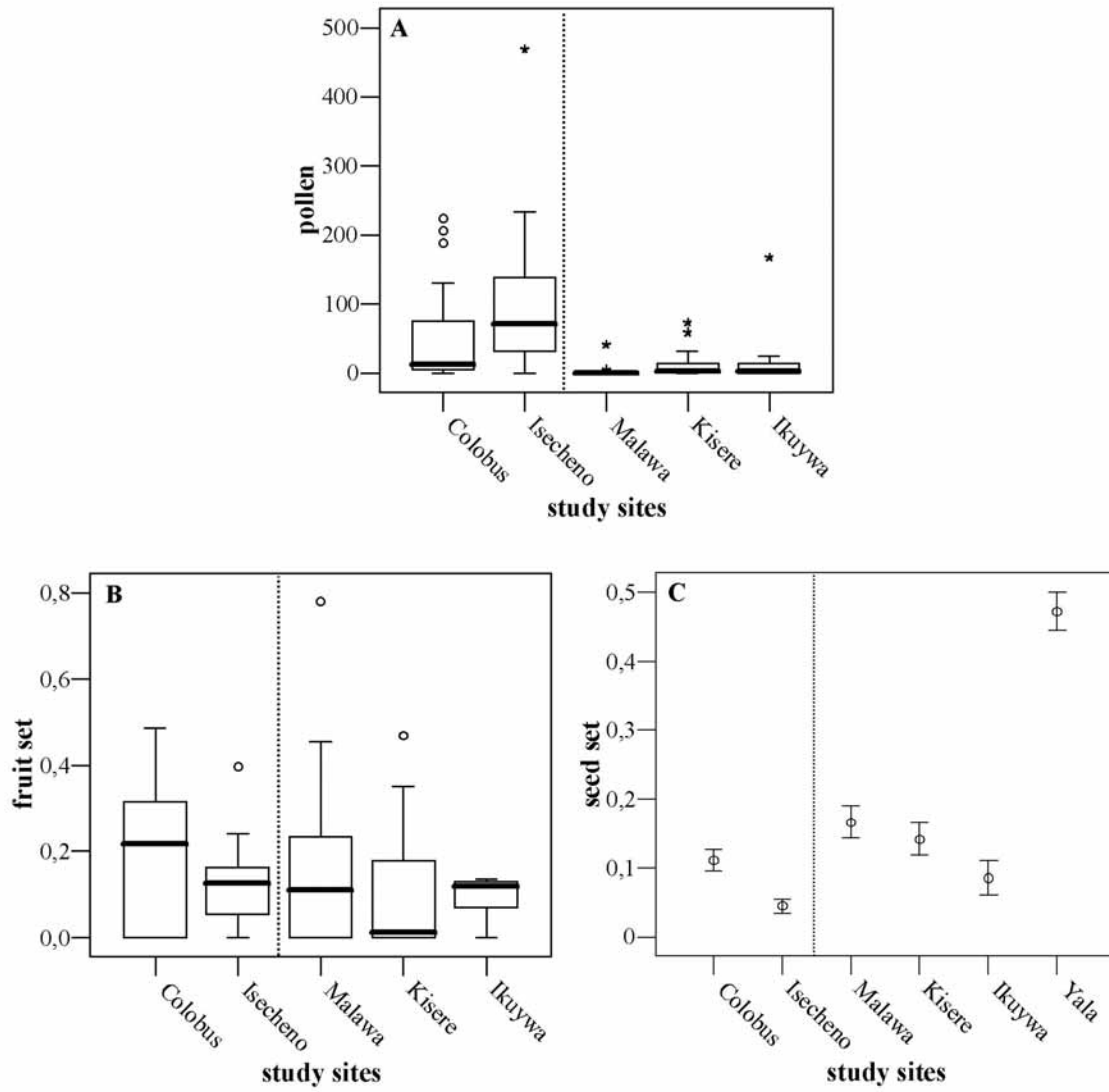 A
500
400
300
200
100
0
pollen
Colobus
Isecheno
Malawa
Kisere
Ikuywa
study sites
B
0,8
0,6
0,4
0,2
0,0
fruit set
Colobus
Isecheno
Malawa
Kisere
Ikuywa
study sites
C
0,5
0,4
0,3
0,2
0,1
0
seed set
Colobus
Isecheno
Malawa
Kisere
Ikuywa
Yala
study sites